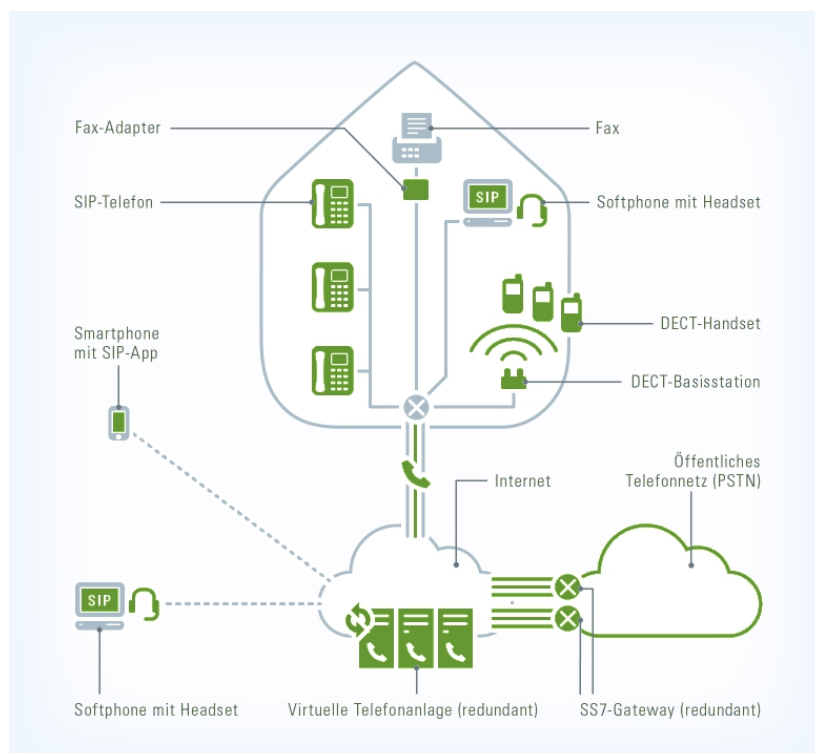 Fax-Adapter
Fax
SIP-Telefon
SIP
Softphone mit Headset
DECT-Handset
Smartphone
mit SIP-App
DECT-Basisstation
Öffentliches
Telefonnetz (PSTN)
Internet
SIP
Softphone mit Headset
Virtuelle Telefonanlage (redundant)
SS7-Gateway (redundant)